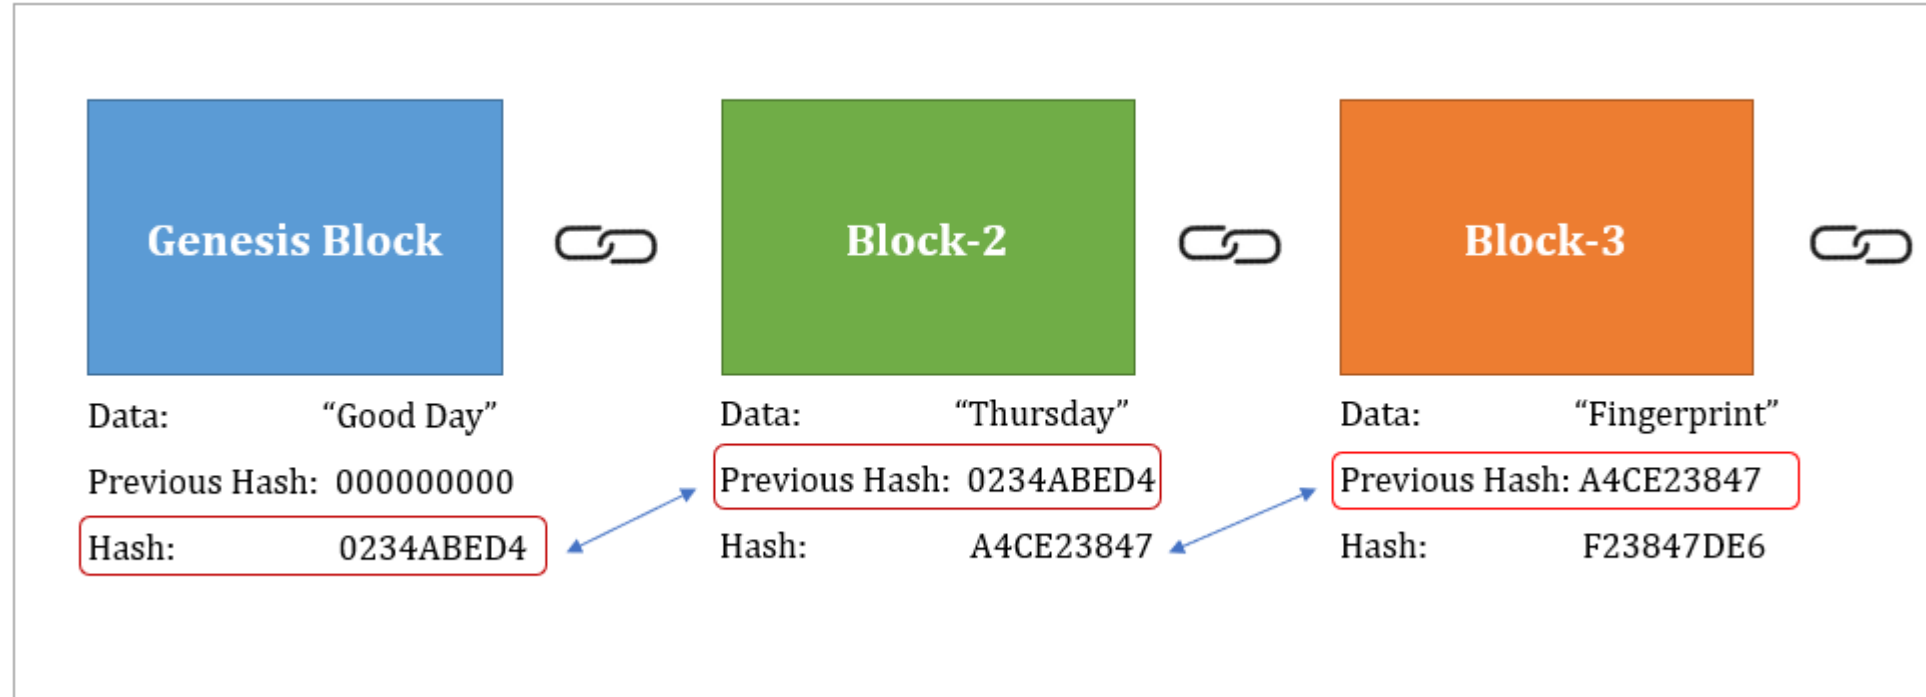 Genesis Block
Data: “Good Day”
Previous Hash: 000000000
Hash: 0234ABED4
Block-2
Data: “Thursday”
Previous Hash: 0234ABED4
Hash: A4CE23847
Block-3
Data: “Fingerprint”
Previous Hash: A4CE23847
Hash: F23847DE6